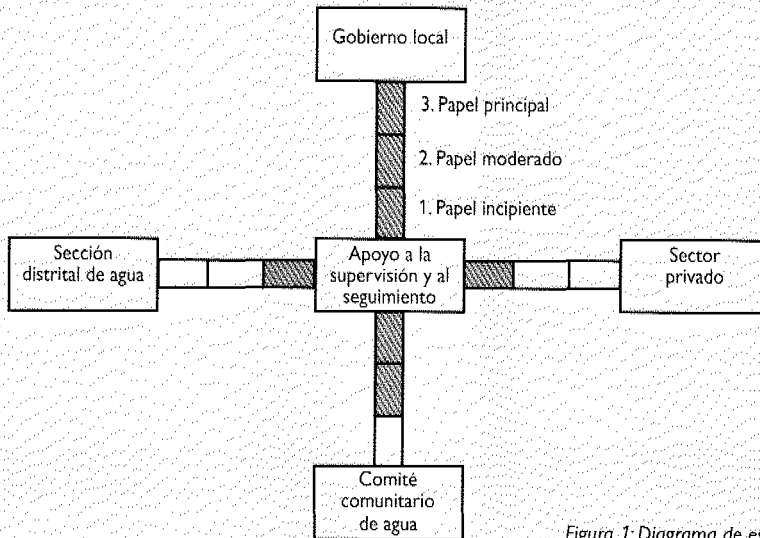 Gobierno local
3. Papel principal
2. Papel moderado
1. Papel incipiente
Sección
distrital de agua
Apoyo a la
supervisión y al
seguimiento
Sector
privado
Comité
comunitario
de agua
Figura 1: Diagrama de